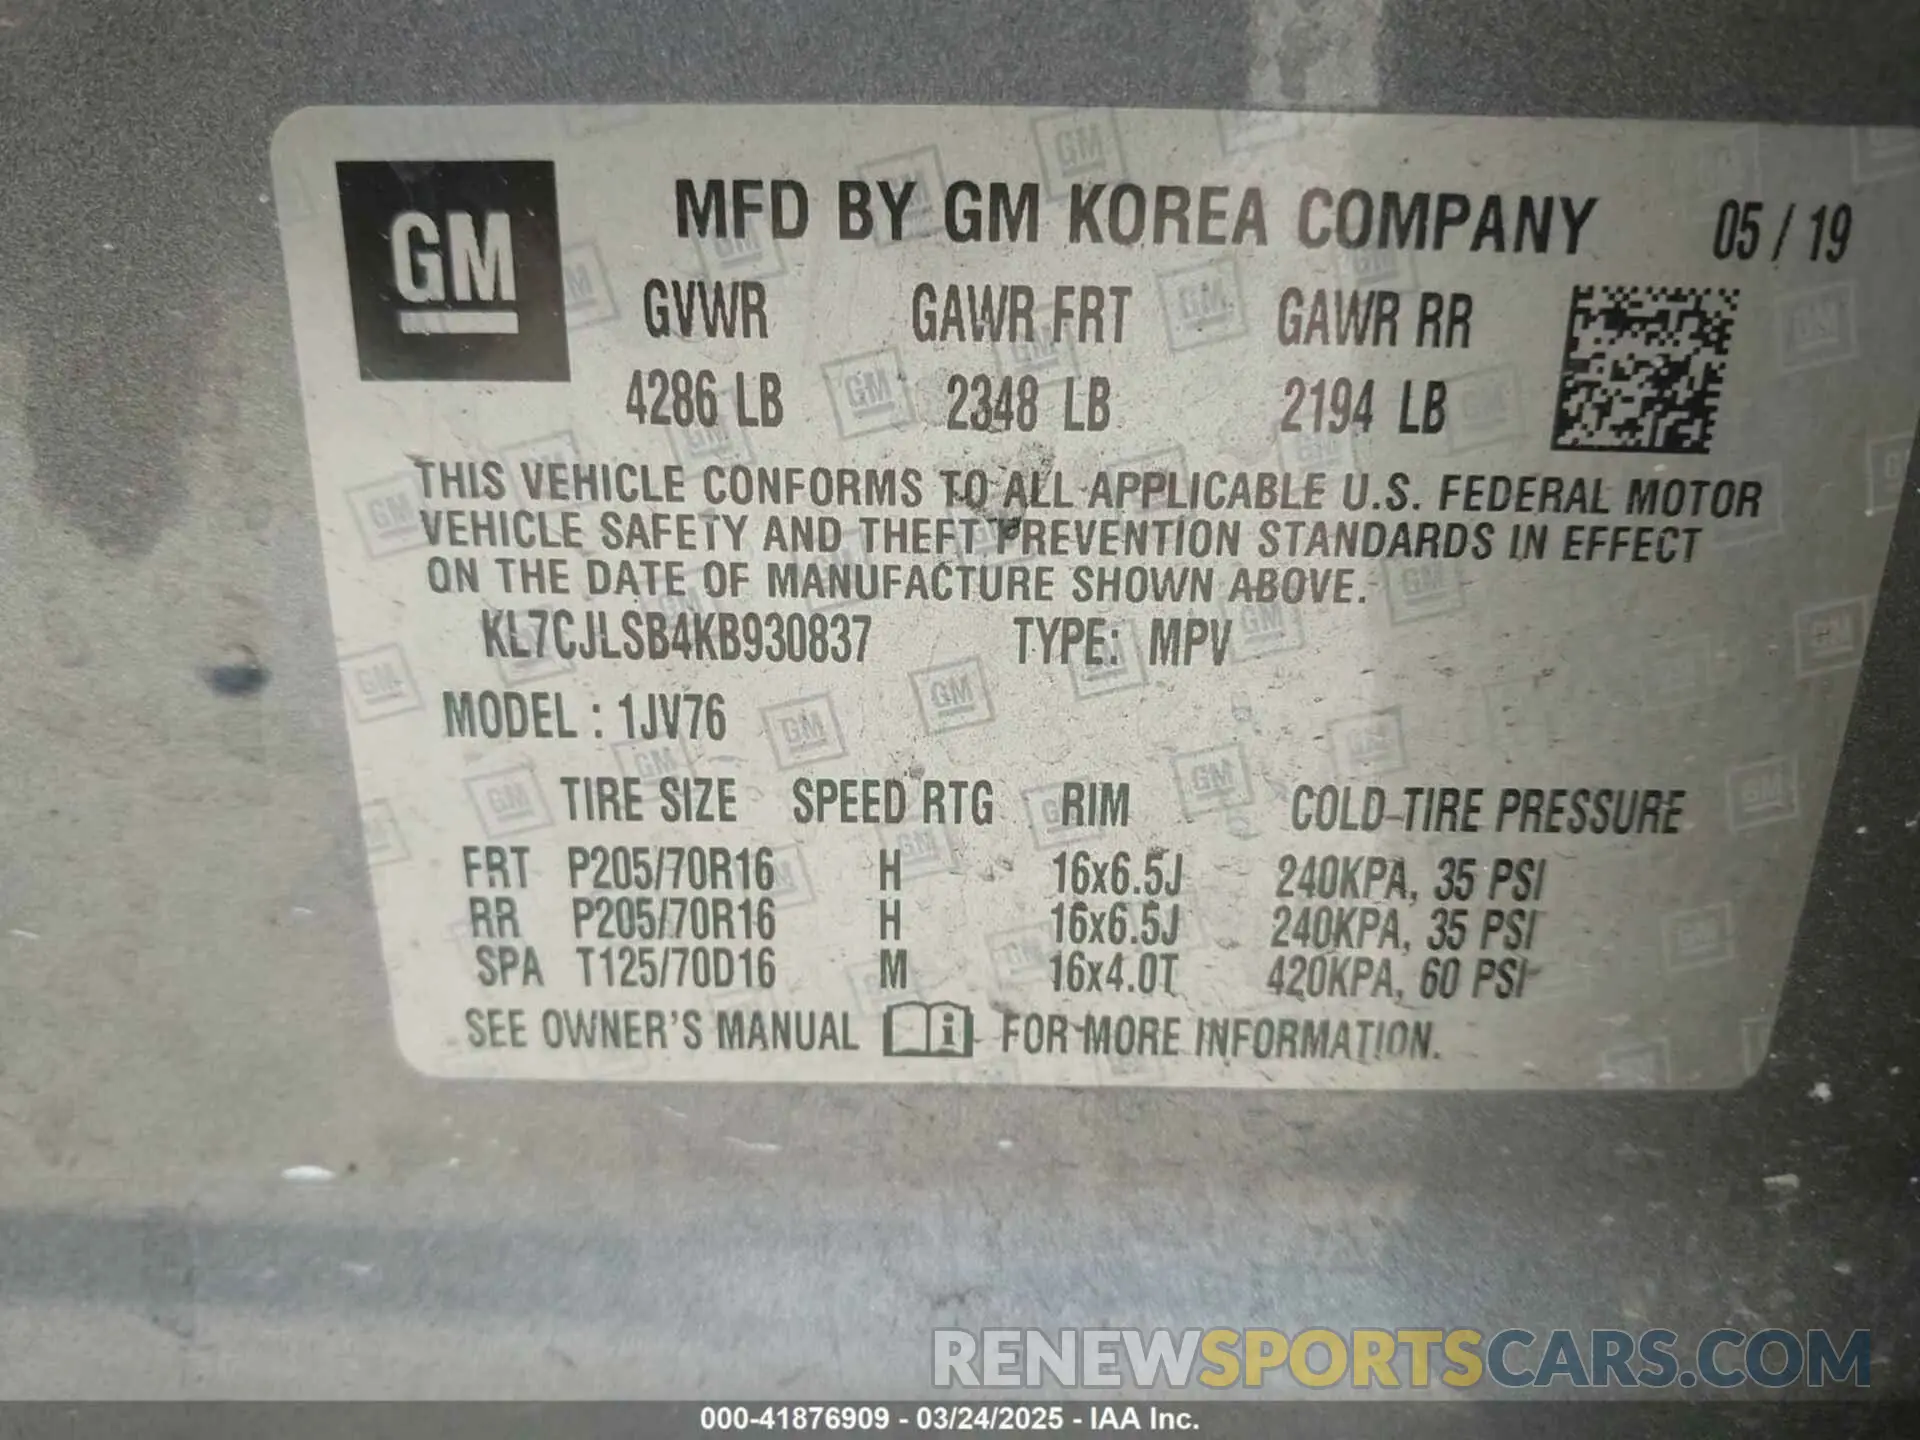 GM
MFD BY GM KOREA COMPANY 05 / 19
GVWR GAWR FRT GAWR RR
4286 LB 2348 LB 2194 LB
THIS VEHICLE CONFORMS TO ALL APPLICABLE U.S. FEDERAL MOTOR
VEHICLE SAFETY AND THEFT PREVENTION STANDARDS IN EFFECT
ON THE DATE OF MANUFACTURE SHOWN ABOVE.
KL7CJLSB4KB930837 TYPE: MPV
MODEL : 1JV76
TIRE SIZE SPEED RTG RIM COLD TIRE PRESSURE
FRT P205/70R16 H 16x6.5J 240KPA, 35 PSI
RR P205/70R16 H 16x6.5J 240KPA, 35 PSI
SPA T125/70D16 M 16x4.0T 420KPA, 60 PSI
SEE OWNER'S MANUAL i FOR MORE INFORMATION.
RENEWSPORTSCARS.COM
000-41876909 - 03/24/2025 - IAA Inc.